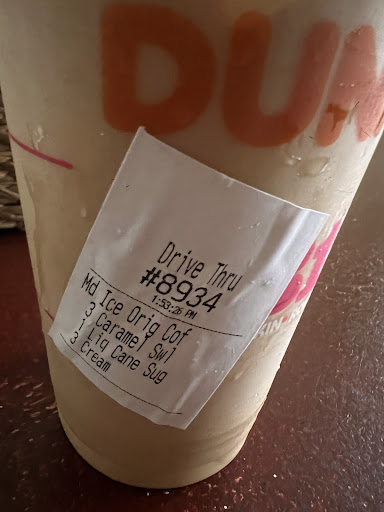 DUN
Drive Thru
#8934
1:53:26 PM
Md Ice Orig Cof
3 Caramel Swl
1 Liq Cane Sug
3 Cream